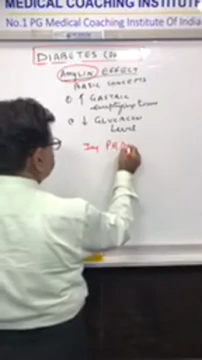 MEDICAL COACHING INSTITUTE
No.1 PG Medical Coaching Institute Of India
DIABETES
AMYLIN EFFECT
BASIC CONCEPTS
① ↑ GASTRIC
emptying time
② ↓ GLUCAGON
Level
Inj PRA